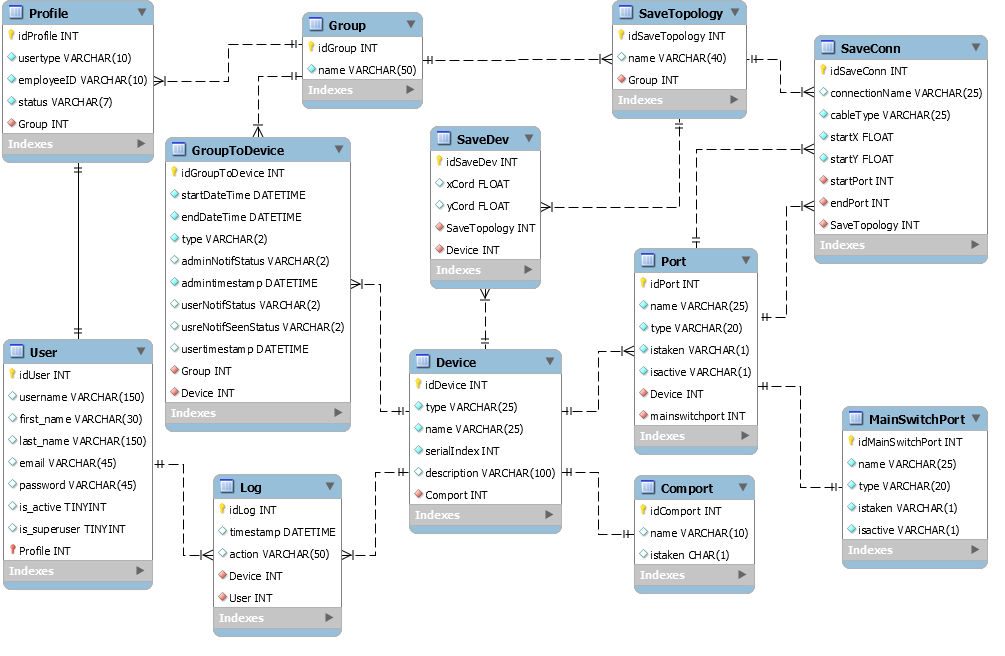 Profile
idProfile INT
usertype VARCHAR(10)
employeeID VARCHAR(10)
status VARCHAR(7)
Group INT
Indexes
Group
idGroup INT
name VARCHAR(50)
Indexes
SaveTopology
idSaveTopology INT
name VARCHAR(40)
Group INT
Indexes
SaveConn
idSaveConn INT
connectionName VARCHAR(25)
cableType VARCHAR(25)
startX FLOAT
startY FLOAT
startPort INT
endPort INT
SaveTopology INT
Indexes
GroupToDevice
idGroupToDevice INT
startDateTime DATETIME
endDateTime DATETIME
type VARCHAR(2)
adminNotifStatus VARCHAR(2)
admintimestamp DATETIME
userNotifStatus VARCHAR(2)
usreNotifSeenStatus VARCHAR(2)
usertimestamp DATETIME
Group INT
Device INT
Indexes
SaveDev
idSaveDev INT
xCord FLOAT
yCord FLOAT
SaveTopology INT
Device INT
Indexes
Port
idPort INT
name VARCHAR(25)
type VARCHAR(20)
istaken VARCHAR(1)
isactive VARCHAR(1)
Device INT
mainswitchport INT
Indexes
User
idUser INT
username VARCHAR(150)
first_name VARCHAR(30)
last_name VARCHAR(150)
email VARCHAR(45)
password VARCHAR(45)
is_active TINYINT
is_superuser TINYINT
Profile INT
Indexes
Device
idDevice INT
type VARCHAR(25)
name VARCHAR(25)
serialIndex INT
description VARCHAR(100)
Comport INT
Indexes
MainSwitchPort
idMainSwitchPort INT
name VARCHAR(25)
type VARCHAR(20)
istaken VARCHAR(1)
isactive VARCHAR(1)
Indexes
Log
idLog INT
timestamp DATETIME
action VARCHAR(50)
Device INT
User INT
Indexes
Comport
idComport INT
name VARCHAR(10)
istaken CHAR(1)
Indexes